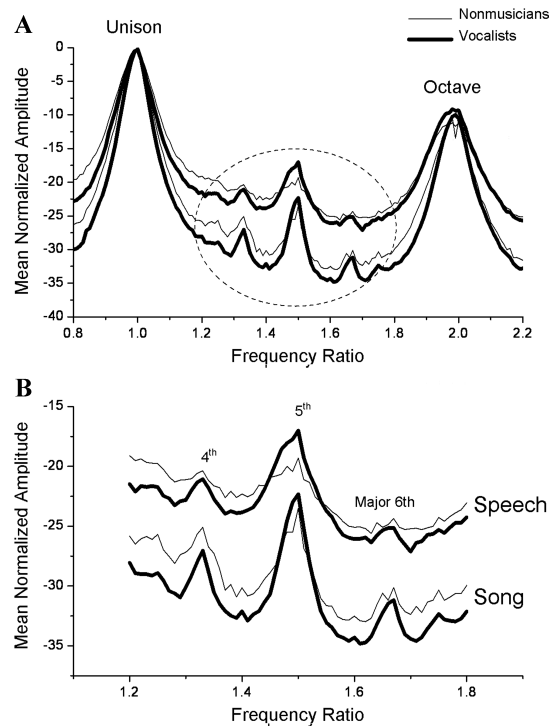 A
Nonmusicians
Vocalists
Unison
Octave
Mean Normalized Amplitude
0
-5
-10
-15
-20
-25
-30
-35
-40
0.8 1.0 1.2 1.4 1.6 1.8 2.0 2.2
Frequency Ratio
B
Mean Normalized Amplitude
-15
-20
-25
-30
-35
4th
5th
Major 6th
Speech
Song
1.2 1.4 1.6 1.8
Frequency Ratio